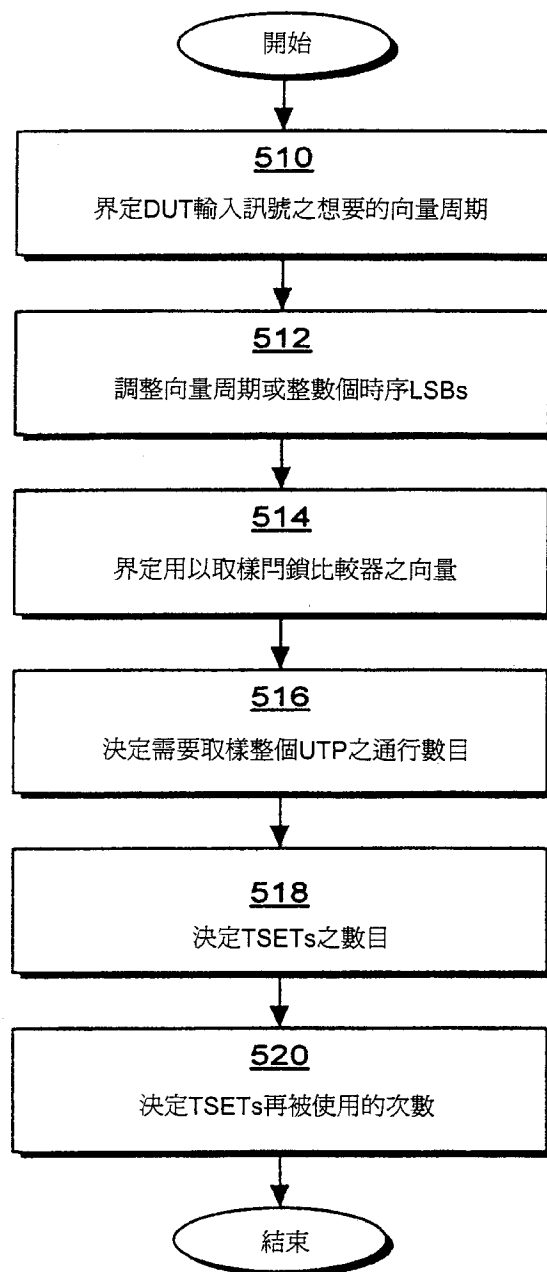 開始
510
界定DUT輸入訊號之想要的向量周期
512
調整向量周期或整數個時序LSBs
514
界定用以取樣閂鎖比較器之向量
516
決定需要取樣整個UTP之通行數目
518
決定TSETs之數目
520
決定TSETs再被使用的次數
結束